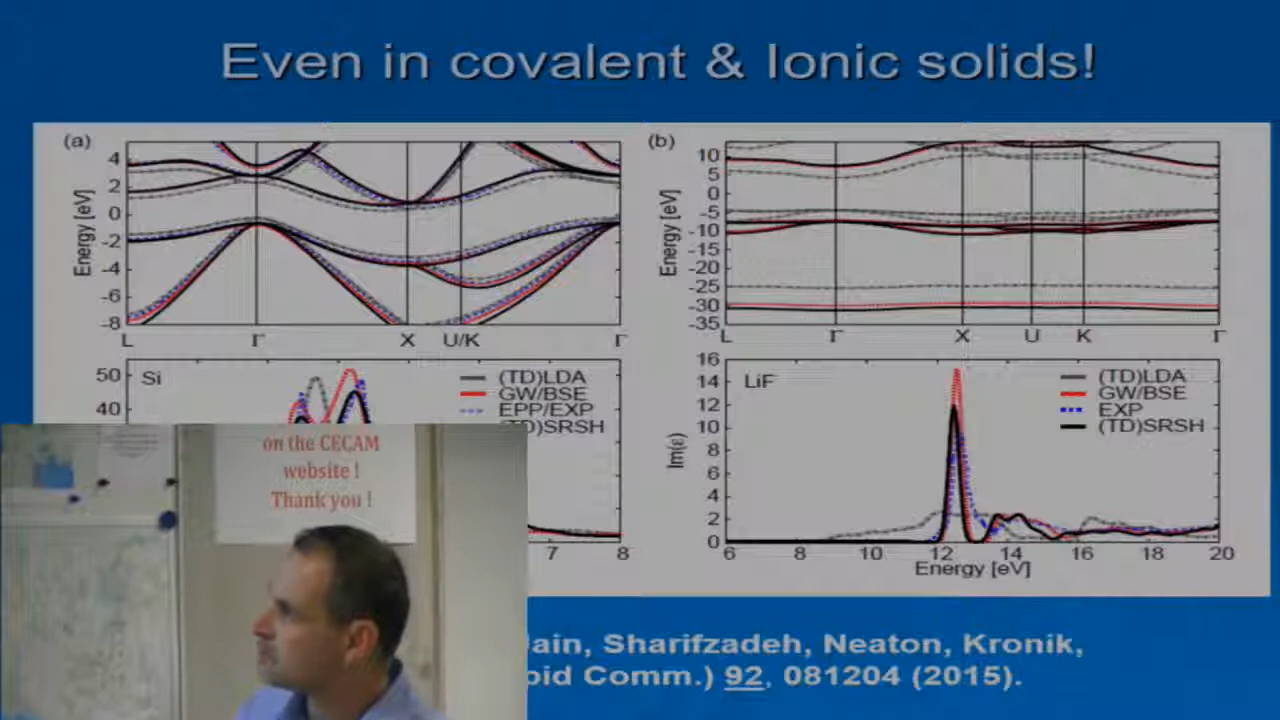 Even in covalent & Ionic solids!
(a)
4
2
0
-2
-4
-6
-8
Energy [eV]
L Γ X U/K Γ
(b)
10
5
0
-5
-10
-15
-20
-25
-30
-35
Energy [eV]
L Γ X U K Γ
50
40
Si
(TD)LDA
GW/BSE
EPP/EXP
(TD)SRSH
7 8
16
14
12
10
8
6
4
2
0
Im(ε)
LiF
(TD)LDA
GW/BSE
EXP
(TD)SRSH
6 8 10 12 14 16 18 20
Energy [eV]
on the CECAM
website !
Thank you !
Sharifzadeh, Neaton, Kronik,
Comm.) 92, 081204 (2015).